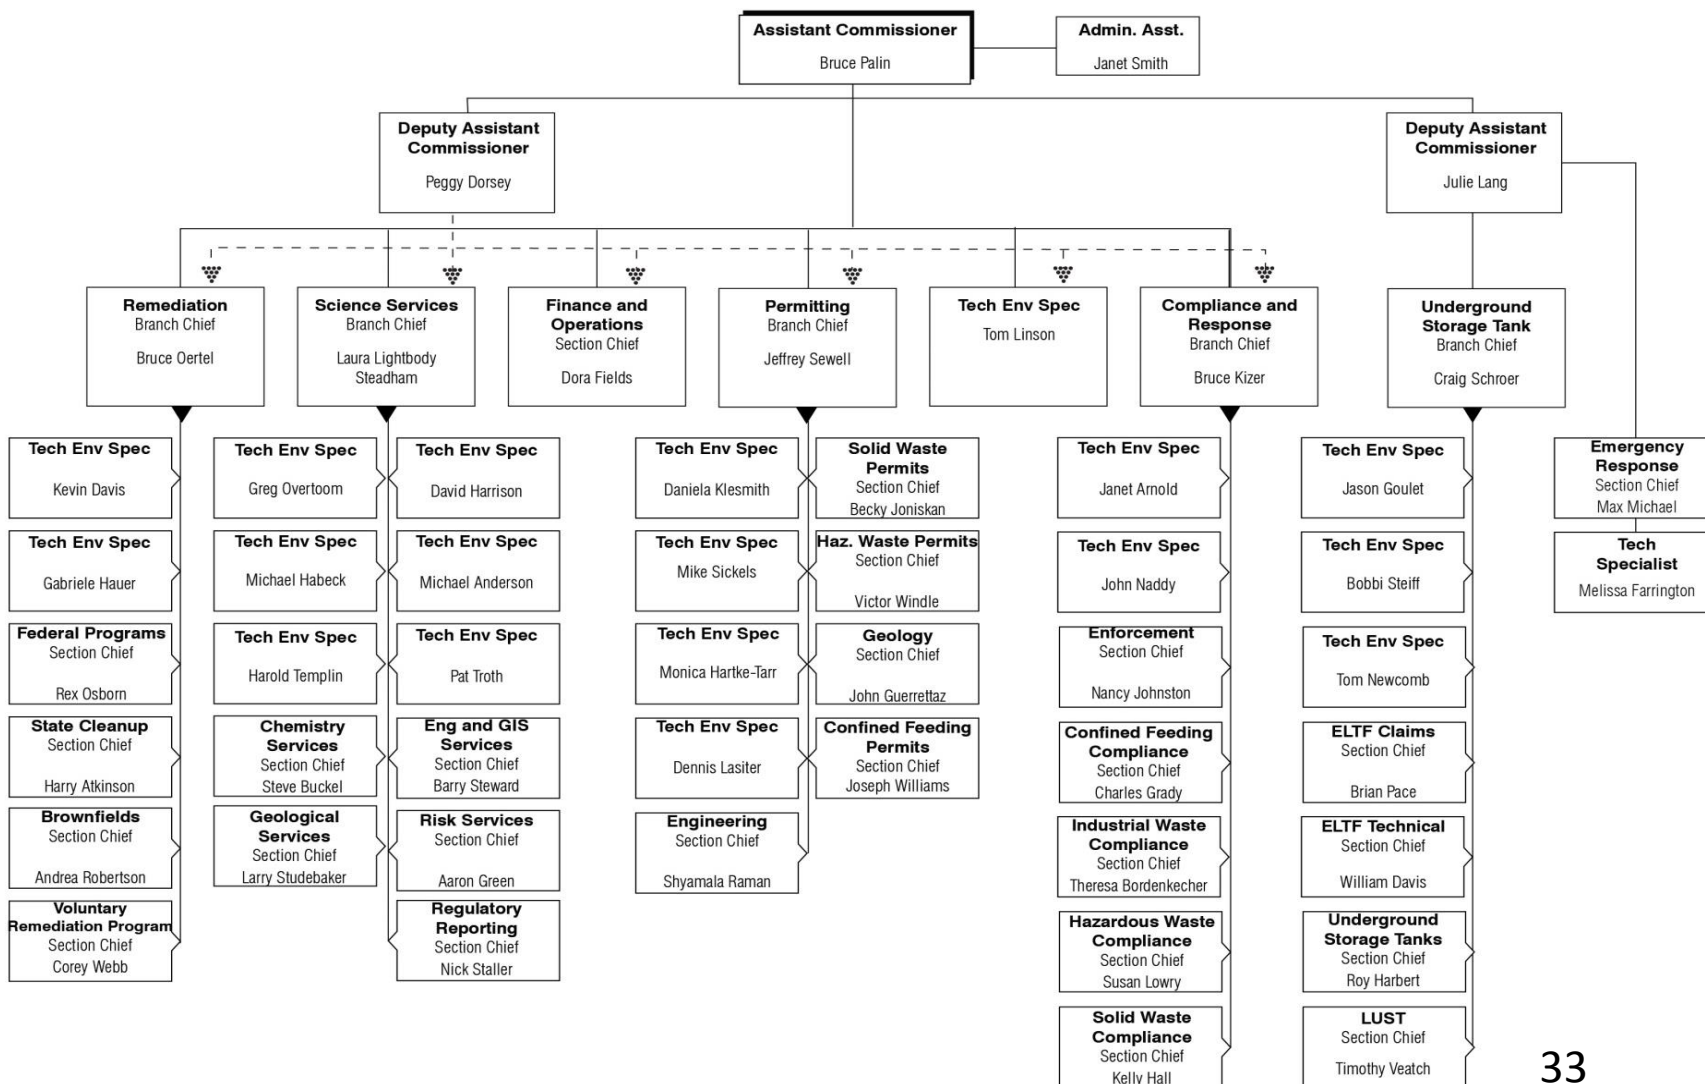 Assistant Commissioner
Bruce Palin
Admin. Asst.
Janet Smith
Deputy Assistant
Commissioner
Peggy Dorsey
Deputy Assistant
Commissioner
Julie Lang
Remediation
Branch Chief
Bruce Oertel
Science Services
Branch Chief
Laura Lightbody
Steadham
Finance and
Operations
Section Chief
Dora Fields
Permitting
Branch Chief
Jeffrey Sewell
Tech Env Spec
Tom Linson
Compliance and
Response
Branch Chief
Bruce Kizer
Underground
Storage Tank
Branch Chief
Craig Schroer
Tech Env Spec
Kevin Davis
Tech Env Spec
Gabriele Hauer
Federal Programs
Section Chief
Rex Osborn
State Cleanup
Section Chief
Harry Atkinson
Brownfields
Section Chief
Andrea Robertson
Voluntary
Remediation Program
Section Chief
Corey Webb
Tech Env Spec
Greg Overtoom
Tech Env Spec
Michael Habeck
Tech Env Spec
Harold Templin
Chemistry
Services
Section Chief
Steve Buckel
Geological
Services
Section Chief
Larry Studebaker
Tech Env Spec
David Harrison
Tech Env Spec
Michael Anderson
Tech Env Spec
Pat Troth
Eng and GIS
Services
Section Chief
Barry Steward
Risk Services
Section Chief
Aaron Green
Regulatory
Reporting
Section Chief
Nick Staller
Tech Env Spec
Daniela Klesmith
Tech Env Spec
Mike Sickels
Tech Env Spec
Monica Hartke-Tarr
Tech Env Spec
Dennis Lasiter
Engineering
Section Chief
Shyamala Raman
Solid Waste
Permits
Section Chief
Becky Joniskan
Haz. Waste Permits
Section Chief
Victor Windle
Geology
Section Chief
John Guerrettaz
Confined Feeding
Permits
Section Chief
Joseph Williams
Tech Env Spec
Janet Arnold
Tech Env Spec
John Naddy
Enforcement
Section Chief
Nancy Johnston
Confined Feeding
Compliance
Section Chief
Charles Grady
Industrial Waste
Compliance
Section Chief
Theresa Bordenkecher
Hazardous Waste
Compliance
Section Chief
Susan Lowry
Solid Waste
Compliance
Section Chief
Kelly Hall
Tech Env Spec
Jason Goulet
Tech Env Spec
Bobbi Steiff
Tech Env Spec
Tom Newcomb
ELTF Claims
Section Chief
Brian Pace
ELTF Technical
Section Chief
William Davis
Underground
Storage Tanks
Section Chief
Roy Harbert
LUST
Section Chief
Timothy Veatch
Emergency
Response
Section Chief
Max Michael
Tech
Specialist
Melissa Farrington
33